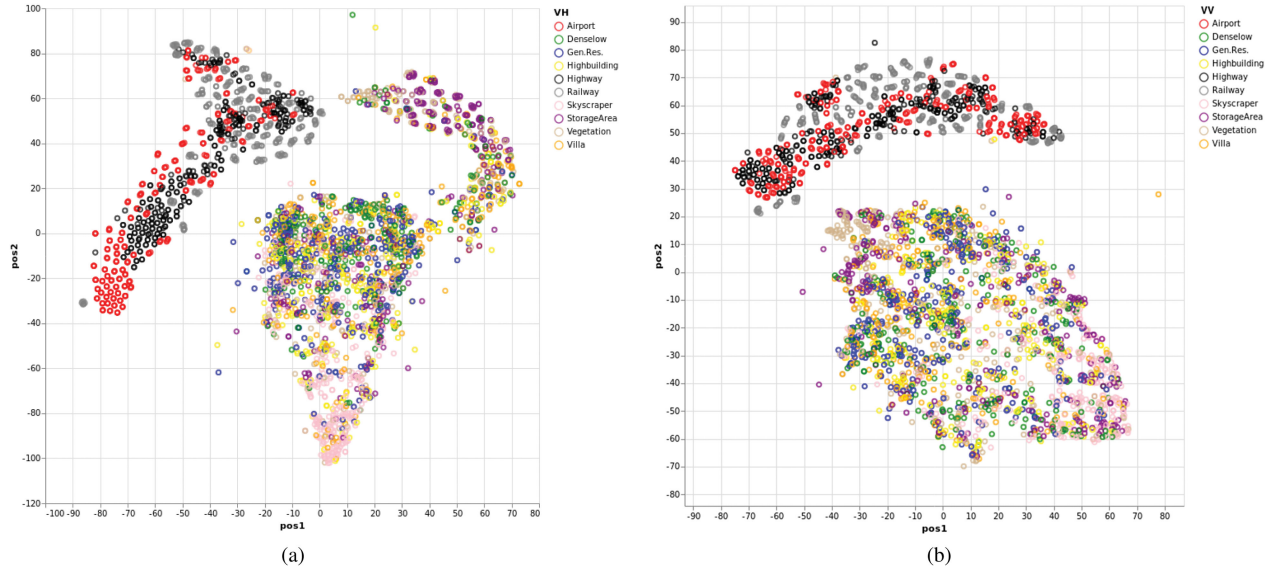 VH
Airport
Denselow
Gen.Res.
Highbuilding
Highway
Railway
Skyscraper
StorageArea
Vegetation
Villa
100
80
60
40
20
0
-20
-40
-60
-80
-100
-120
pos2
-100 -90 -80 -70 -60 -50 -40 -30 -20 -10 0 10 20 30 40 50 60 70 80
pos1
(a)
VV
Airport
Denselow
Gen.Res.
Highbuilding
Highway
Railway
Skyscraper
StorageArea
Vegetation
Villa
90
80
70
60
50
40
30
20
10
0
-10
-20
-30
-40
-50
-60
-70
-80
pos2
-90 -80 -70 -60 -50 -40 -30 -20 -10 0 10 20 30 40 50 60 70 80
pos1
(b)